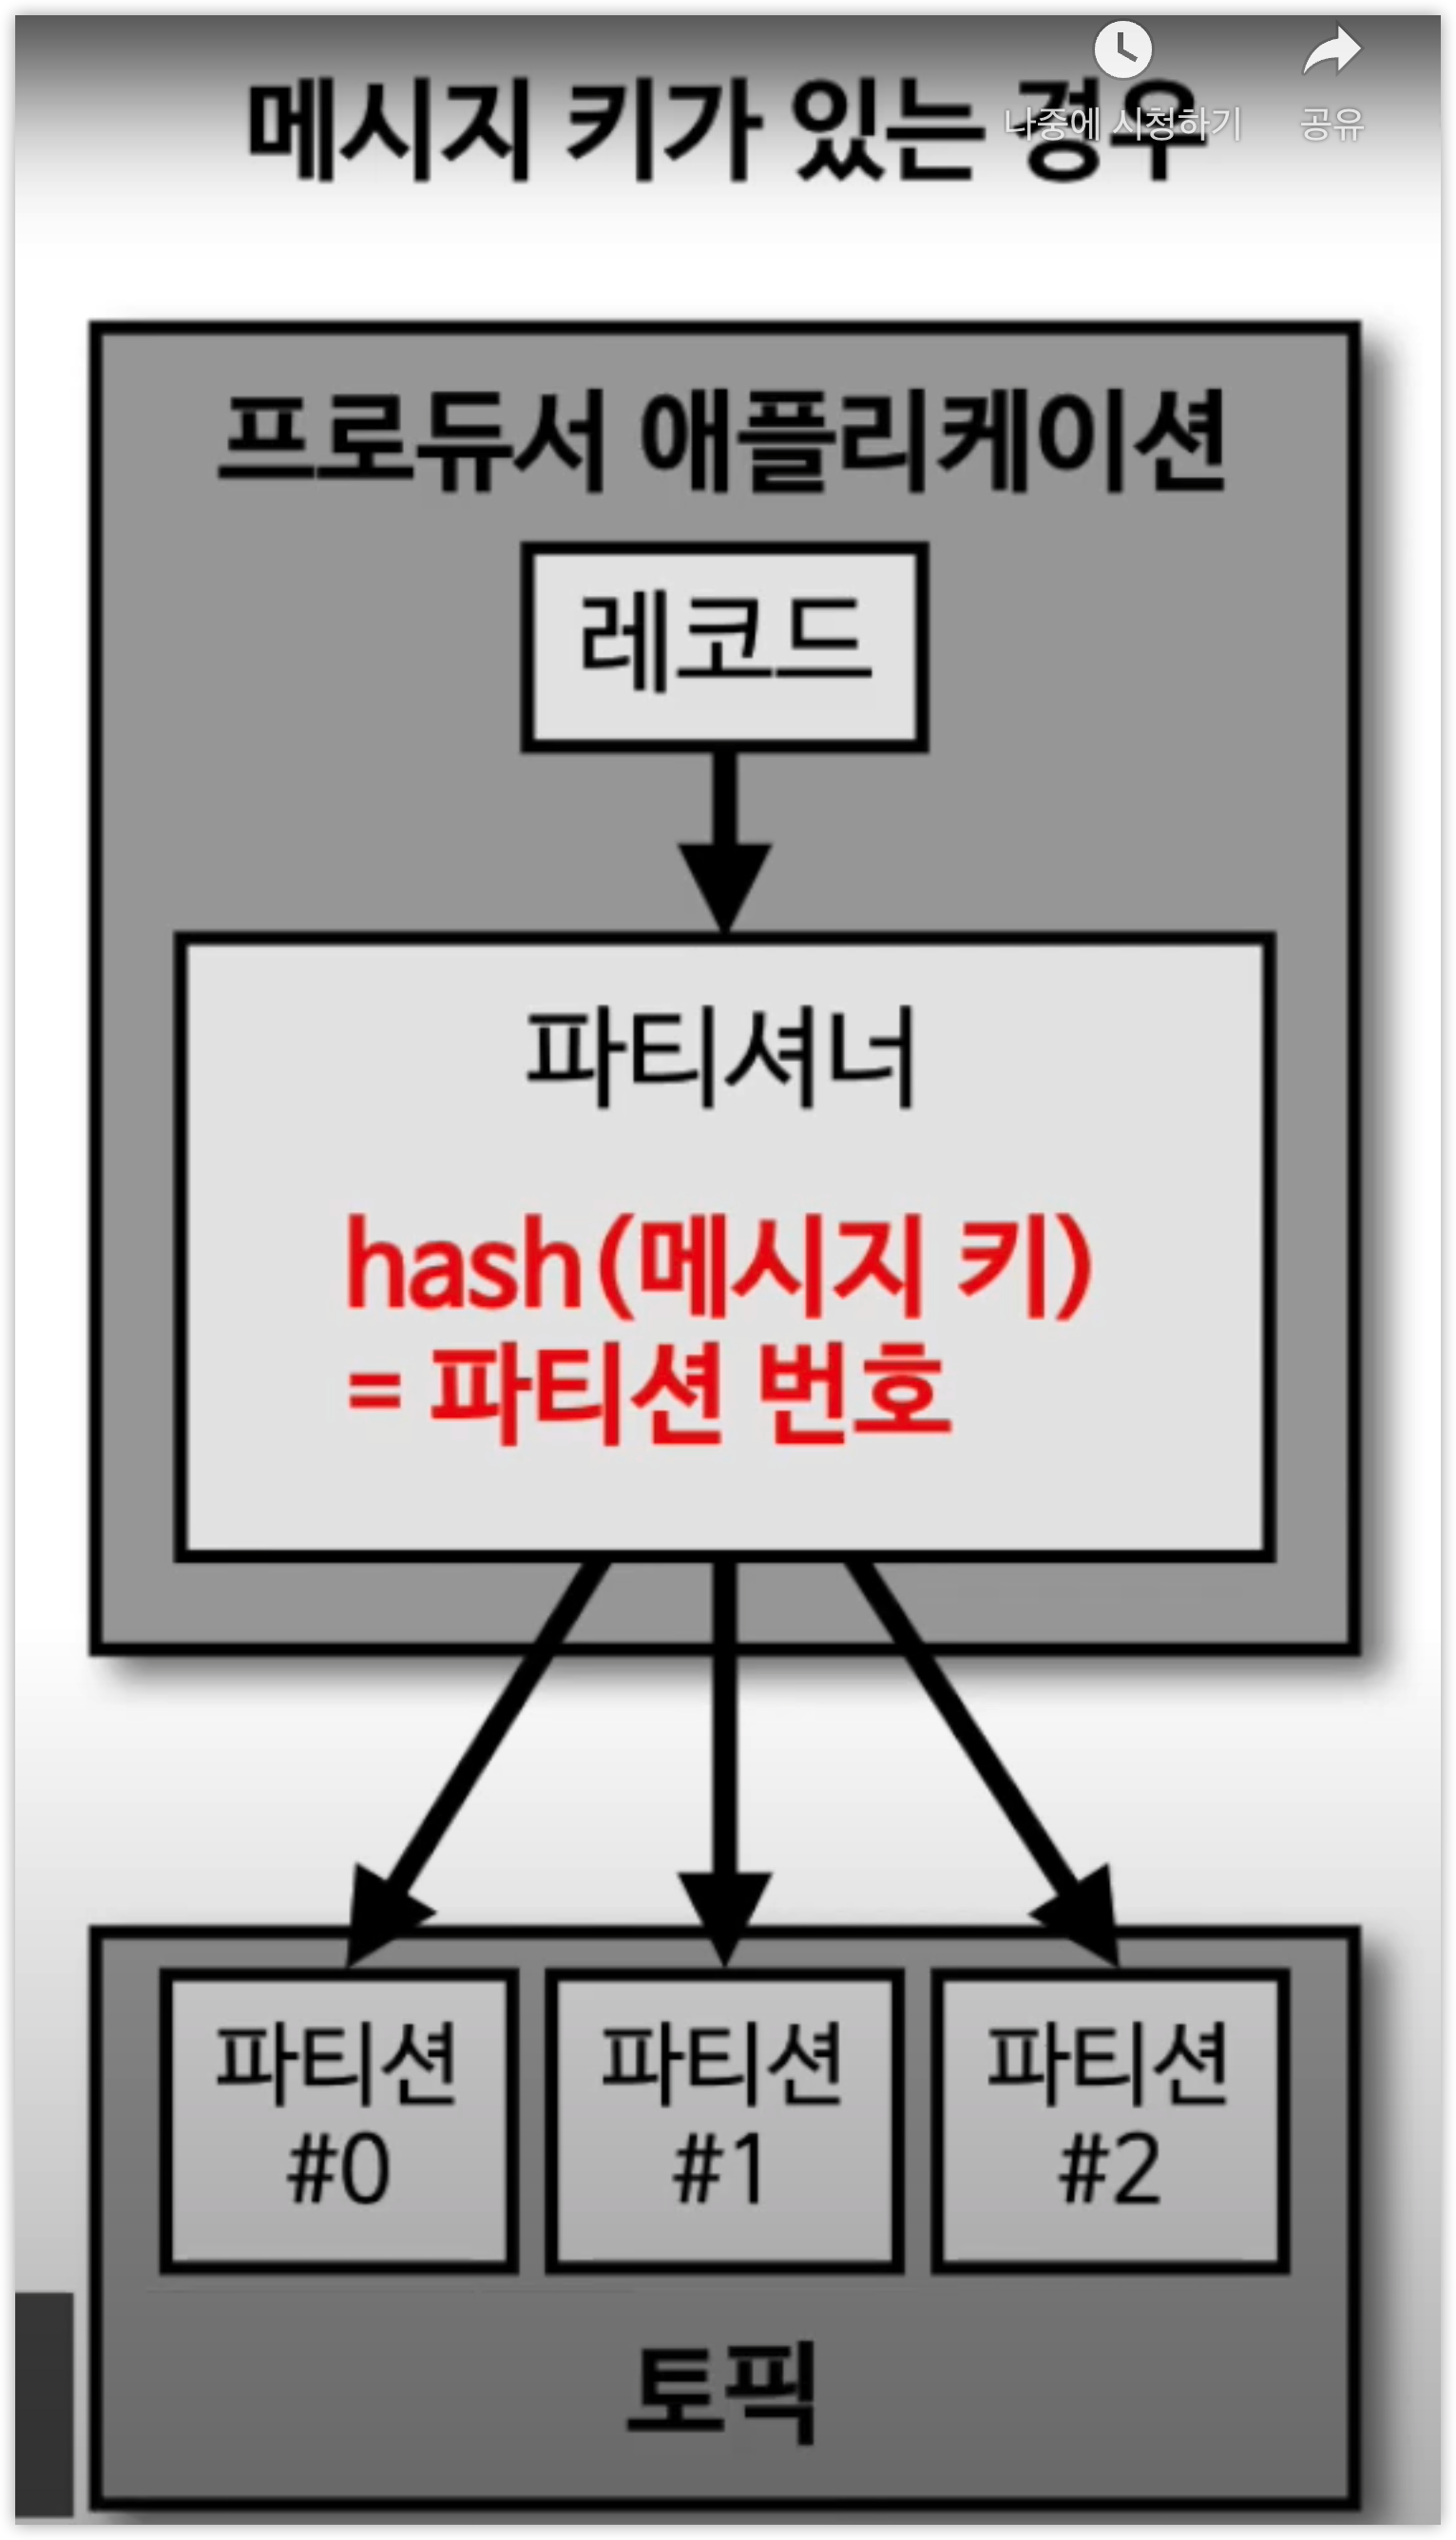 나중에 시청하기
공유
메시지 키가 있는 경우
프로듀서 애플리케이션
레코드
파티셔너
hash(메시지 키)
= 파티션 번호
파티션
#0
파티션
#1
파티션
#2
토픽